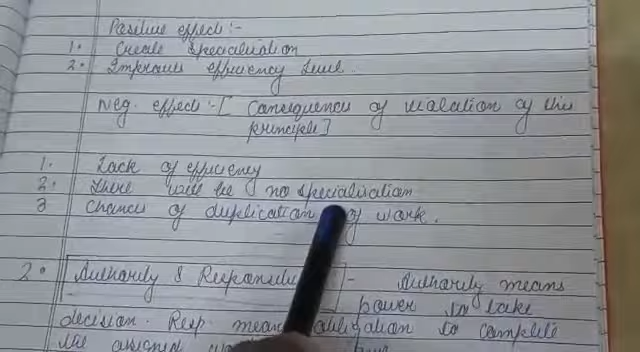 Positive effect :-
1. Create Specialisation
2. Improves efficiency level.
Neg. effect :- [ Consequences of violation of this
principle]
1. Lack of efficiency
2. There will be no specialisation
3 Chances of duplication of work.
2. Authority & - Authority means
power to take
decision. Resp. means obligation to complete
the assigned